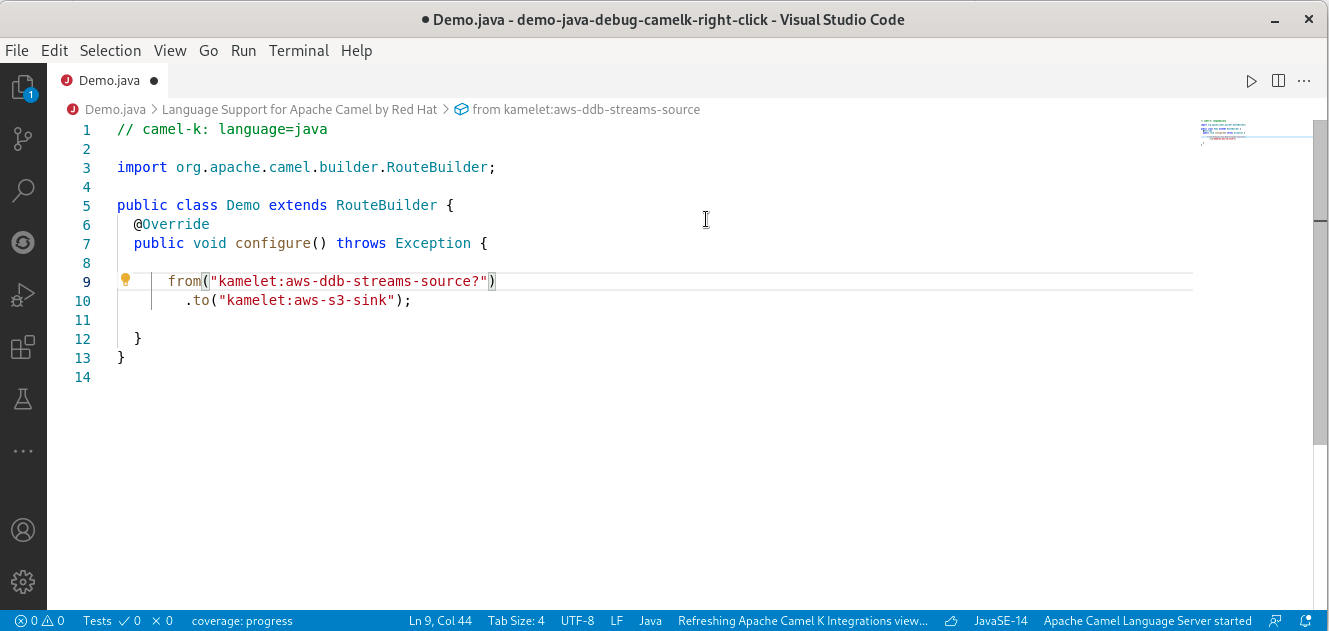 ● Demo.java - demo-java-debug-camelk-right-click - Visual Studio Code
File Edit Selection View Go Run Terminal Help
1
J Demo.java ●
J Demo.java > Language Support for Apache Camel by Red Hat > from kamelet:aws-ddb-streams-source
1 // camel-k: language=java
2
3 import org.apache.camel.builder.RouteBuilder;
4
5 public class Demo extends RouteBuilder {
6 @Override
7 public void configure() throws Exception {
8
9 from("kamelet:aws-ddb-streams-source?")
10 .to("kamelet:aws-s3-sink");
11
12 }
13 }
14
0 0 Tests 0 0 coverage: progress Ln 9, Col 44 Tab Size: 4 UTF-8 LF Java Refreshing Apache Camel K Integrations view... JavaSE-14 Apache Camel Language Server started